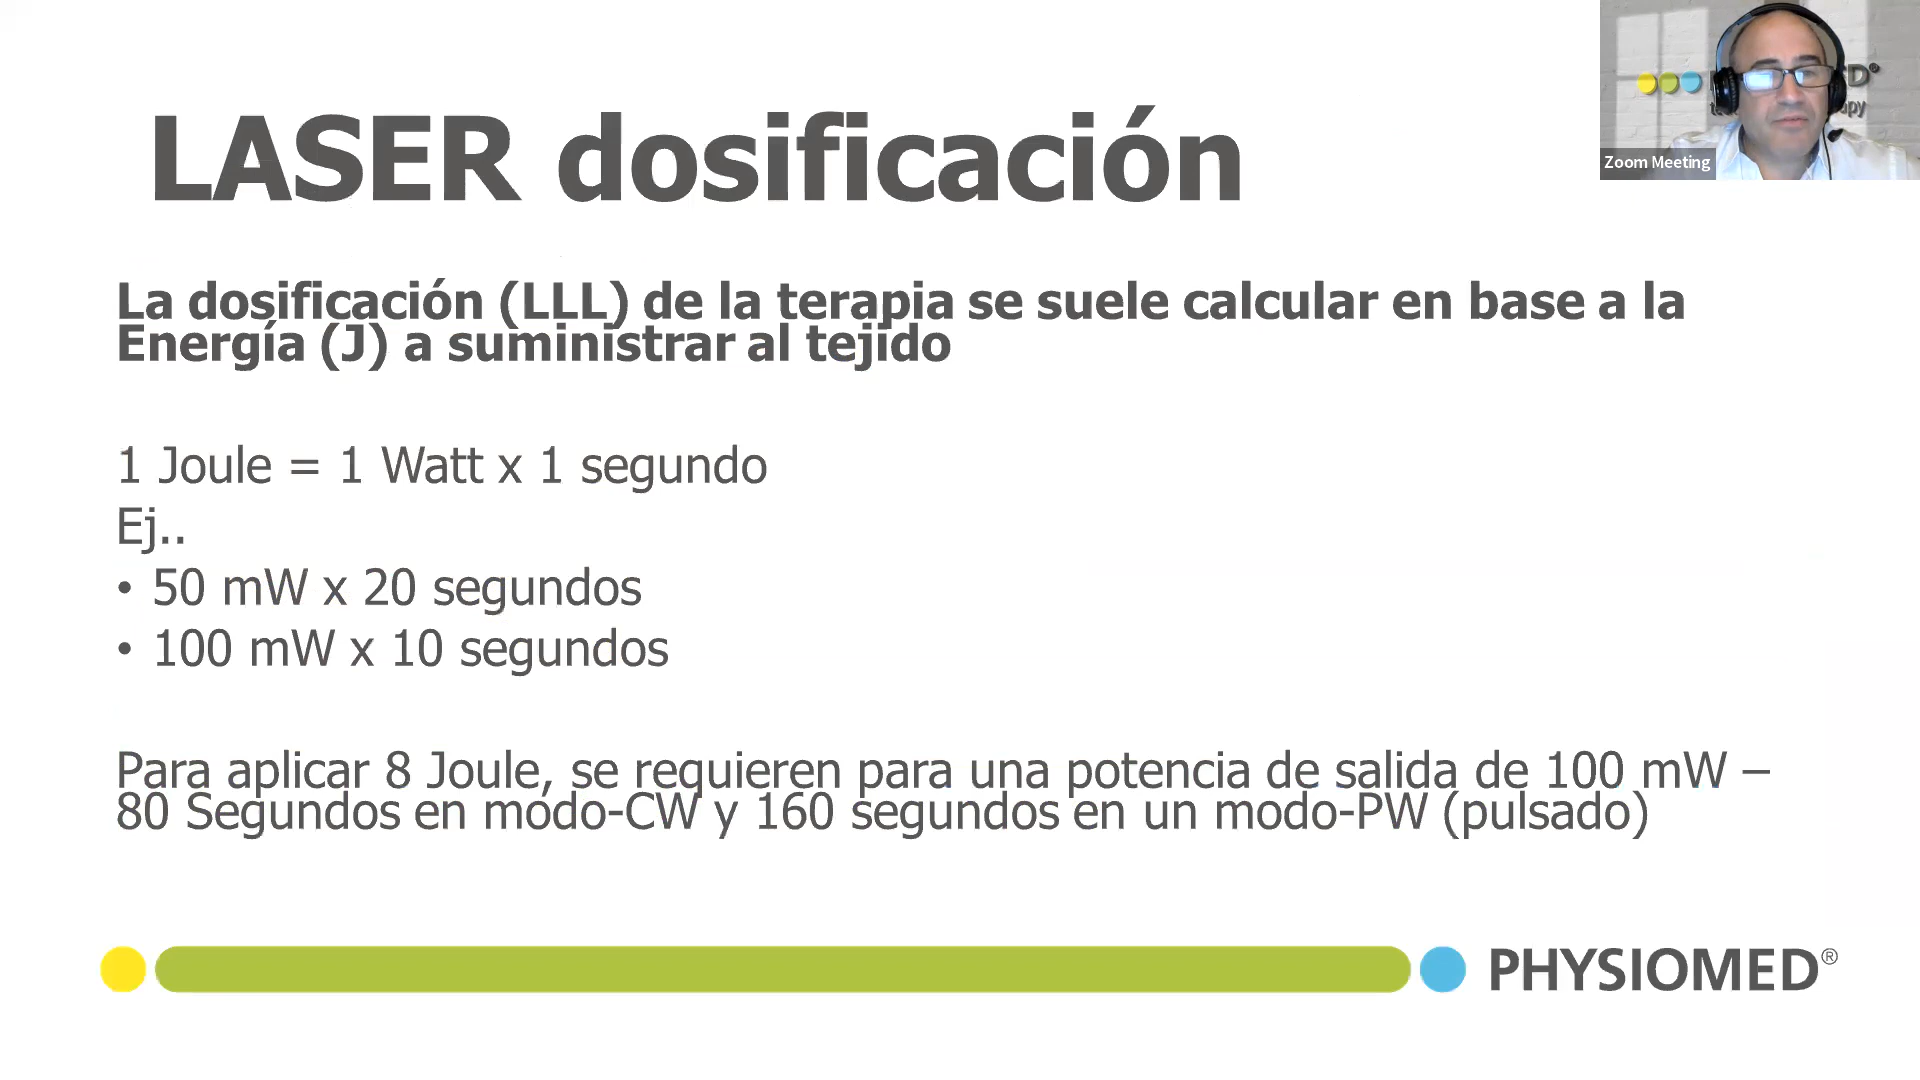 LASER dosificación
Zoom Meeting
La dosificación (LLL) de la terapia se suele calcular en base a la
Energía (J) a suministrar al tejido
1 Joule = 1 Watt x 1 segundo
Ej..
• 50 mW x 20 segundos
• 100 mW x 10 segundos
Para aplicar 8 Joule, se requieren para una potencia de salida de 100 mW –
80 Segundos en modo-CW y 160 segundos en un modo-PW (pulsado)
PHYSIOMED®